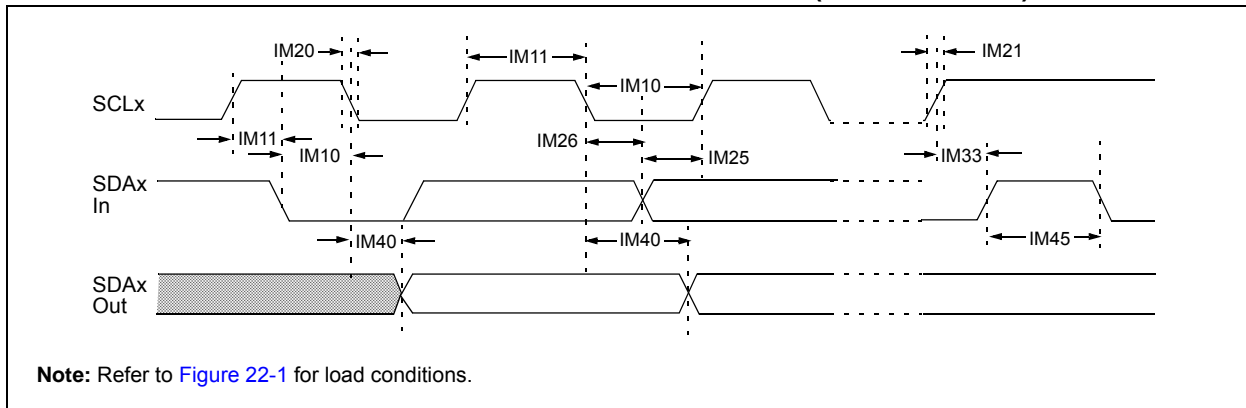 IM20
IM11
IM21
SCLx
IM10
IM11
IM10
IM26
IM25
IM33
SDAx
In
IM40
IM40
IM45
SDAx
Out
Note: Refer to Figure 22-1 for load conditions.